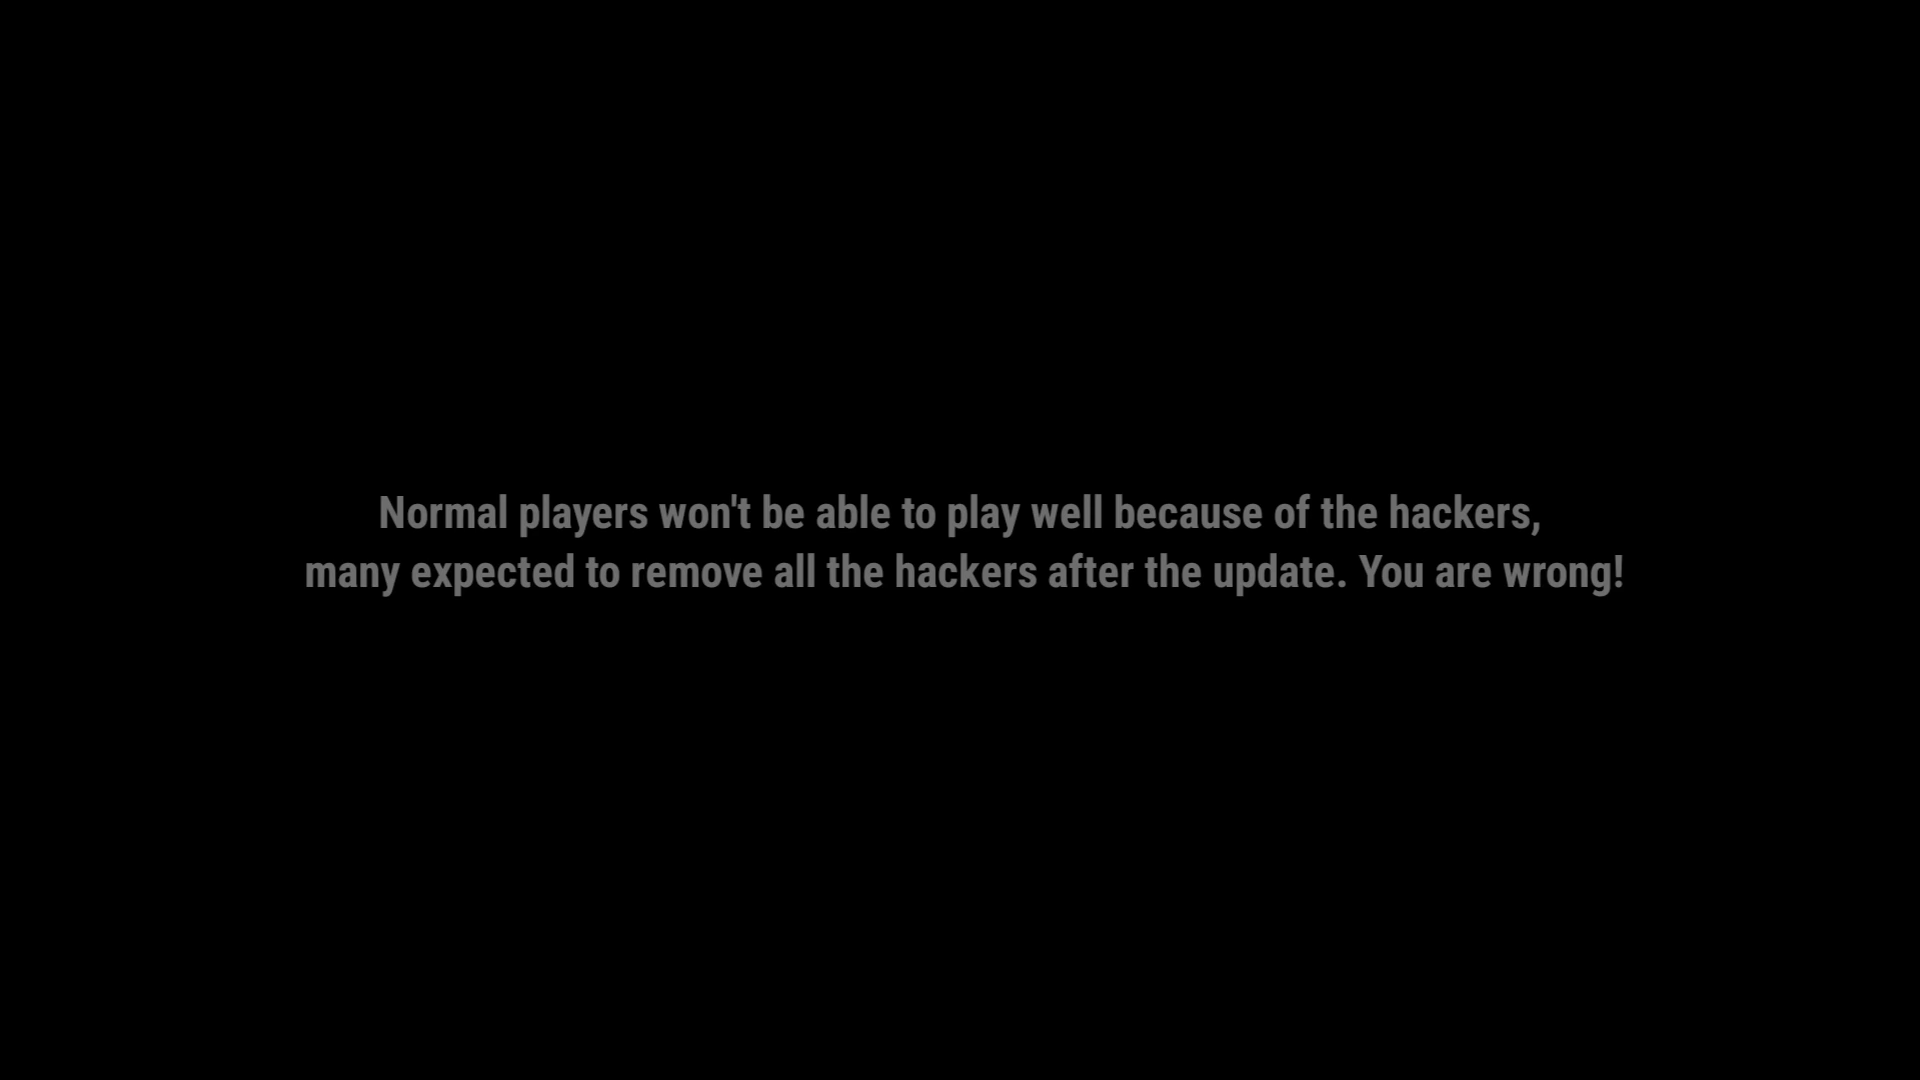 Normal players won't be able to play well because of the hackers,
many expected to remove all the hackers after the update. You are wrong!